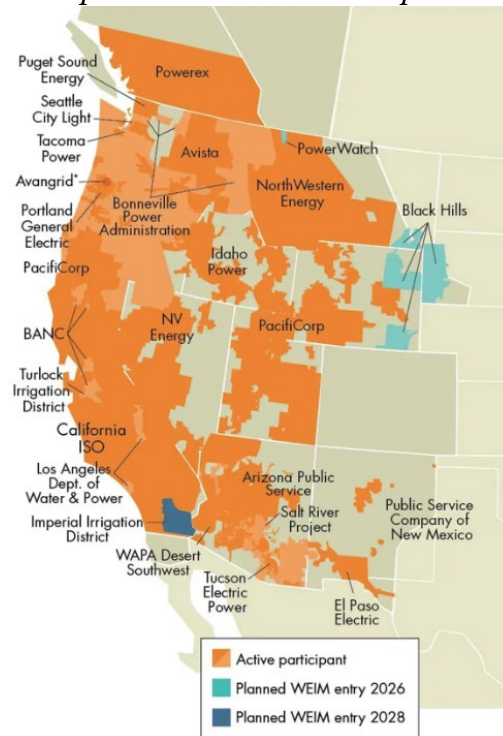 Powerex
Puget Sound
Energy
Seattle
City Light
Tacoma
Power
Avangrid*
Portland
General
Electric
PacifiCorp
BANC
Turlock
Irrigation
District
California
ISO
Los Angeles
Dept. of
Water & Power
Imperial Irrigation
District
Avista
Bonneville
Power
Administration
PowerWatch
NorthWestern
Energy
Black Hills
Idaho
Power
NV
Energy
PacifiCorp
Arizona Public
Service
Salt River
Project
Public Service
Company of
New Mexico
WAPA Desert
Southwest
Tucson
Electric
Power
El Paso
Electric
Active participant
Planned WEIM entry 2026
Planned WEIM entry 2028